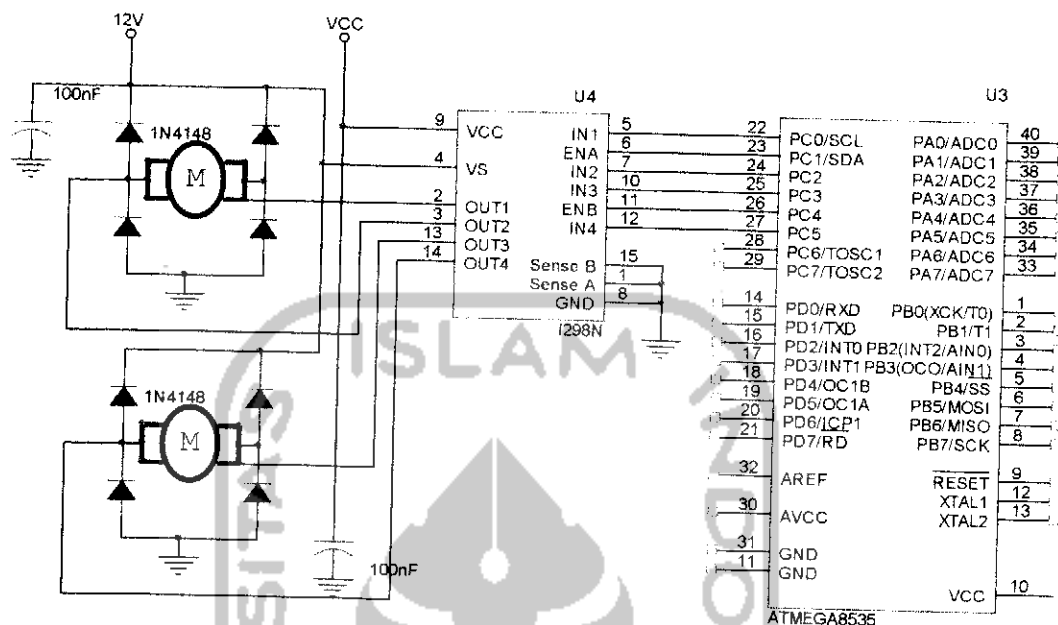 12V
VCC
100nF
1N4148
M
U4
9 VCC
4 VS
2 OUT1
3 OUT2
13 OUT3
14 OUT4
IN1 5
ENA 6
IN2 7
IN3 10
ENB 11
IN4 12
Sense B 15
Sense A 1
GND 8
l298N
U3
22 PC0/SCL PA0/ADC0 40
23 PC1/SDA PA1/ADC1 39
24 PC2 PA2/ADC2 38
25 PC3 PA3/ADC3 37
26 PC4 PA4/ADC4 36
27 PC5 PA5/ADC5 35
28 PC6/TOSC1 PA6/ADC6 34
29 PC7/TOSC2 PA7/ADC7 33
14 PD0/RXD PB0(XCK/T0) 1
15 PD1/TXD PB1/T1 2
16 PD2/INT0 PB2(INT2/AIN0) 3
17 PD3/INT1 PB3(OCO/AIN1) 4
18 PD4/OC1B PB4/SS 5
19 PD5/OC1A PB5/MOSI 6
20 PD6/ICP1 PB6/MISO 7
21 PD7/RD PB7/SCK 8
32 AREF RESET 9
XTAL1 12
30 AVCC XTAL2 13
31 GND
11 GND
VCC 10
ATMEGA8535
1N4148
M
100nF
ISLAM
SITAS
INDO